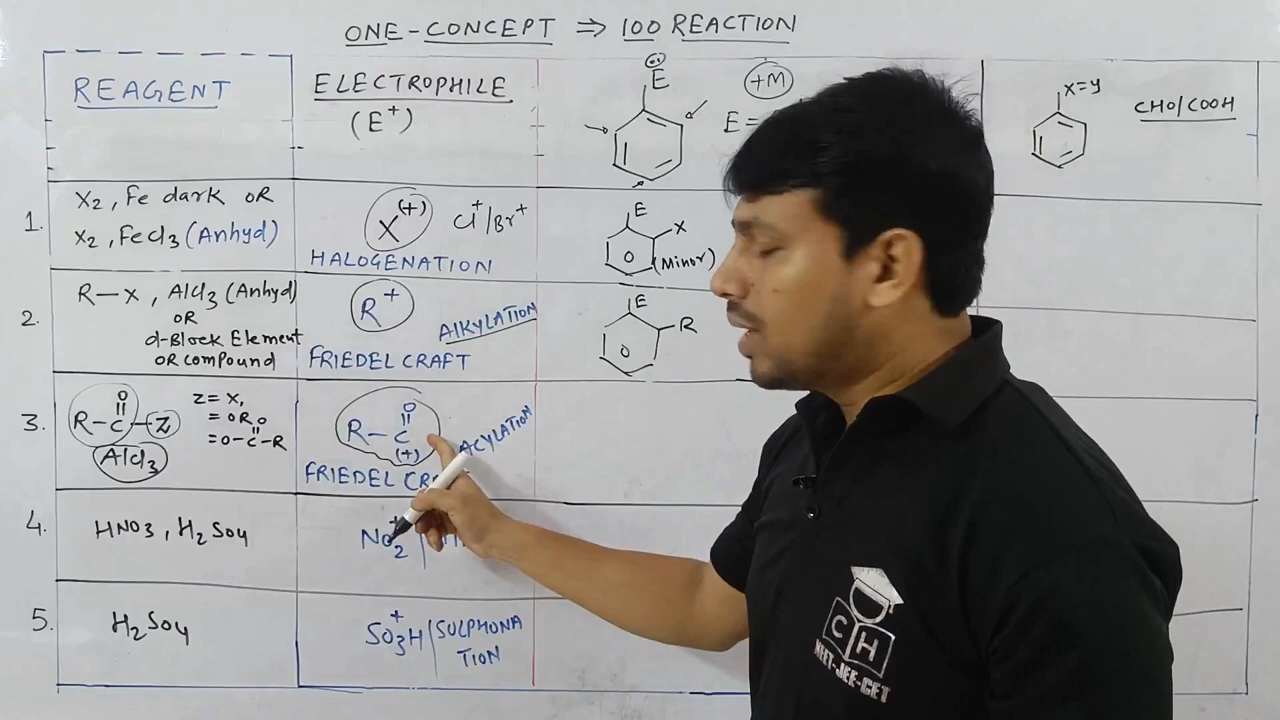 ONE-CONCEPT ⇒ 100 REACTION
REAGENT
ELECTROPHILE
(E⁺)
E
+M
E =
X=Y
CHO/COOH
1.
X₂, Fe dark OR
X₂, FeCl₃ (Anhyd)
X(+)
Cl⁺/Br⁺
HALOGENATION
E
X
(Minor)
2.
R—X, AlCl₃ (Anhyd)
OR
d-Block Element
OR Compound
R⁺
AlKYLATION
FRIEDEL CRAFT
E
R
3.
O
R—C—Z
AlCl₃
Z = X,
= OR
O
= O—C—R
O
R—C
(+)
ACYLATION
FRIEDEL
4.
HNO₃, H₂SO₄
NO₂⁺
5.
H₂SO₄
SO₃H⁺ | SULPHONA
TION
CH
NEET-JEE-CET